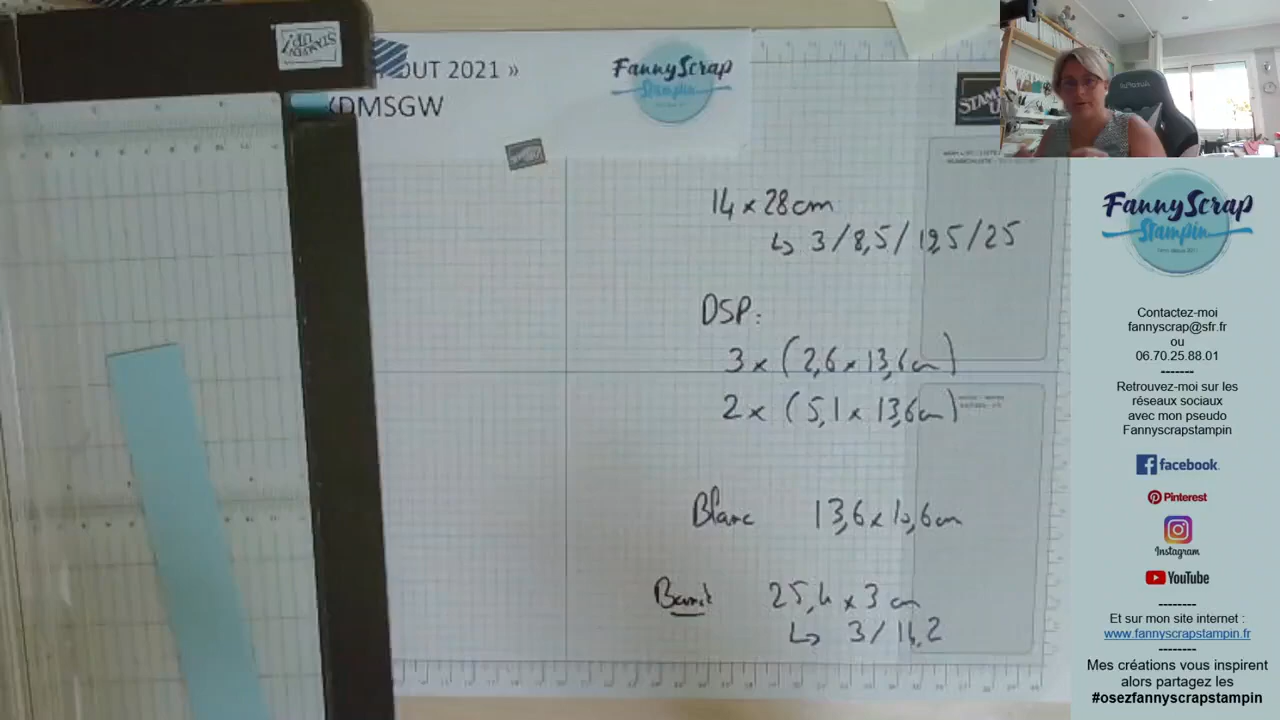 OUT 2021 »
KDMSGW
FannyScrap
Stampin
14 x 28 cm
↳ 3 / 8,5 / 19,5 / 25
DSP:
3 x (2,6 x 13,6 cm)
2 x (5,1 x 13,6 cm)
Blanc 13,6 x 10,6 cm
25,4 x 3 cm
↳ 3 /
FannyScrap
Stampin
Contactez-moi
fannyscrap@sfr.fr
ou
06.70.25.88.01
-------
Retrouvez-moi sur les
réseaux sociaux
avec mon pseudo
Fannyscrapstampin
facebook.
Pinterest
Instagram
YouTube
--------
Et sur mon site internet :
www.fannyscrapstampin.fr
--------
Mes créations vous inspirent
alors partagez les
#osezfannyscrapstampin